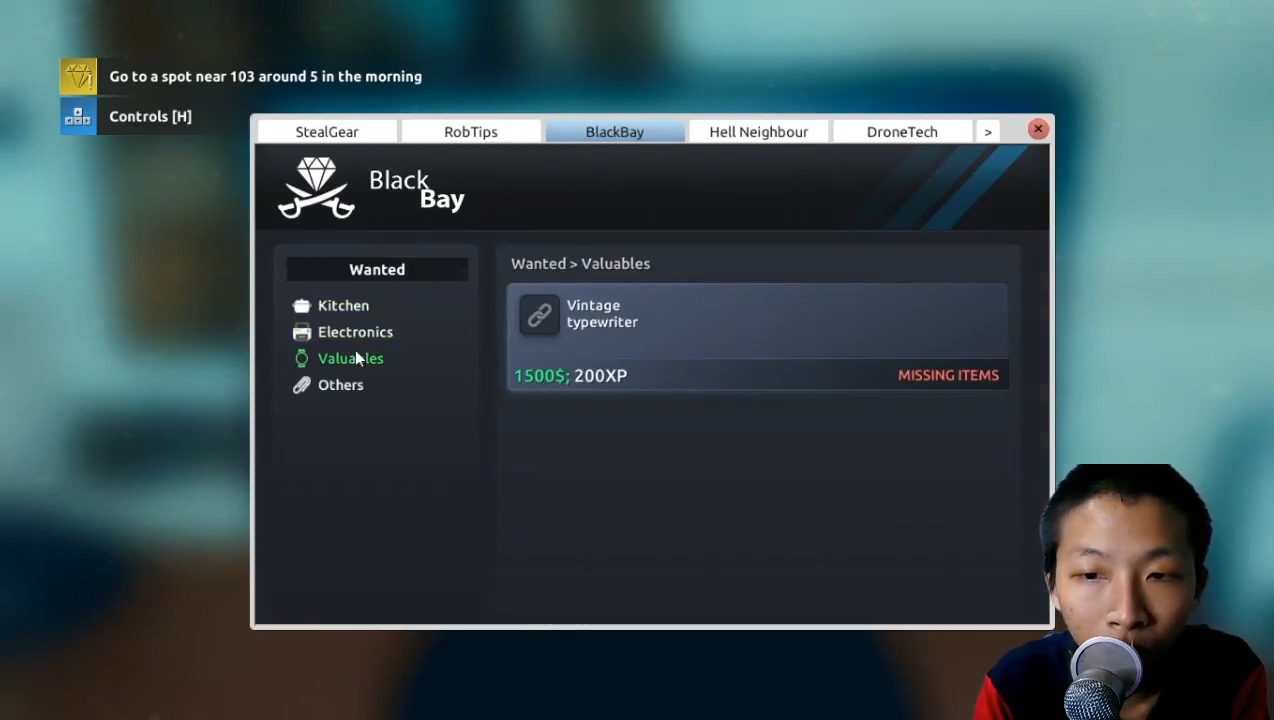 Go to a spot near 103 around 5 in the morning
Controls [H]
StealGear
RobTips
BlackBay
Hell Neighbour
DroneTech
>
Black
Bay
Wanted
Kitchen
Electronics
Valuables
Others
Wanted > Valuables
Vintage
typewriter
1500$; 200XP
MISSING ITEMS